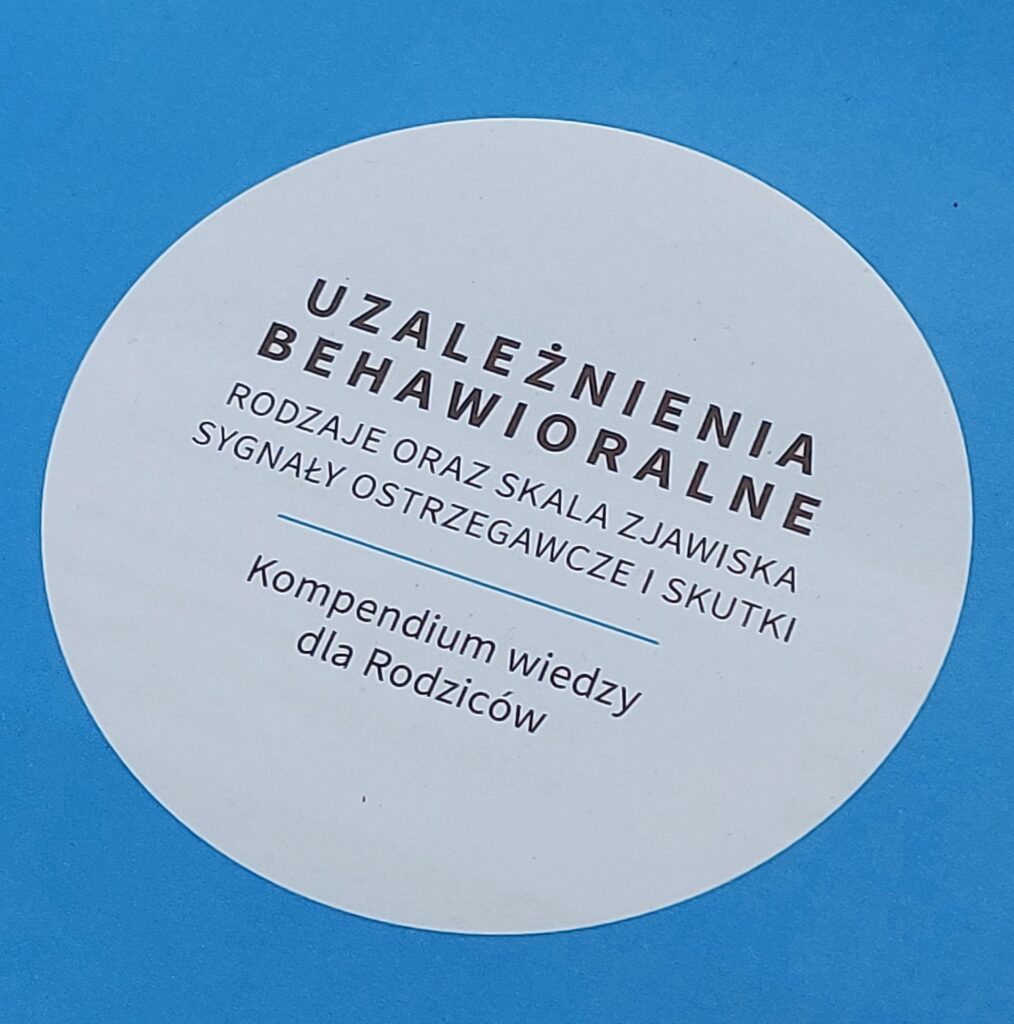 UZALEŻNIENIA
BEHAWIORALNE
RODZAJE ORAZ SKALA ZJAWISKA
SYGNAŁY OSTRZEGAWCZE I SKUTKI
Kompendium wiedzy
dla Rodziców